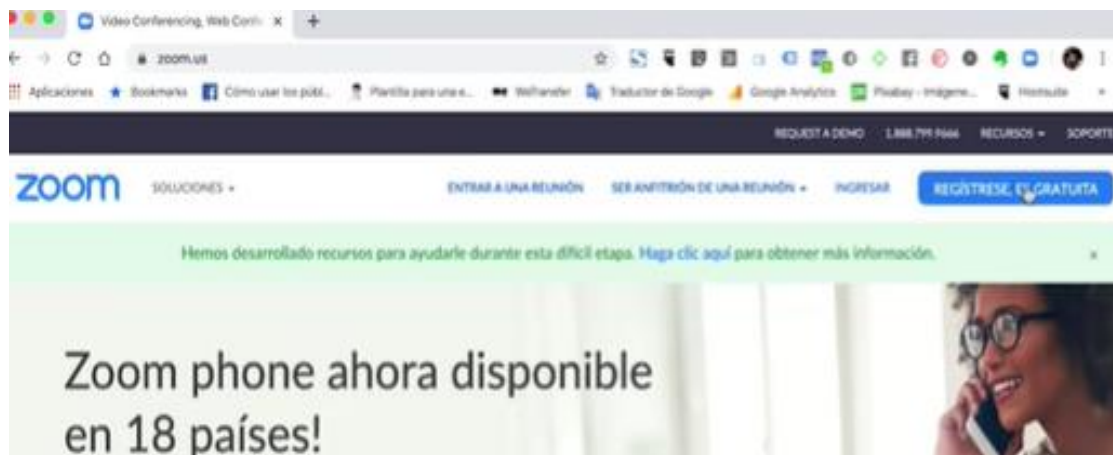 Video Conferencing, Web Conf
zoom.us
Aplicaciones Bookmarks Cómo usar los públ... Plantilla para una e... WeTransfer Traductor de Google Google Analytics Pixabay - Imágene... Hootsuite
REQUEST A DEMO 1.888.799.9666 RECURSOS SOPORTE
zoom SOLUCIONES ENTRAR A UNA REUNIÓN SER ANFITRIÓN DE UNA REUNIÓN INGRESAR REGÍSTRESE, ES GRATUITA
Hemos desarrollado recursos para ayudarle durante esta difícil etapa. Haga clic aquí para obtener más información.
Zoom phone ahora disponible
en 18 países!